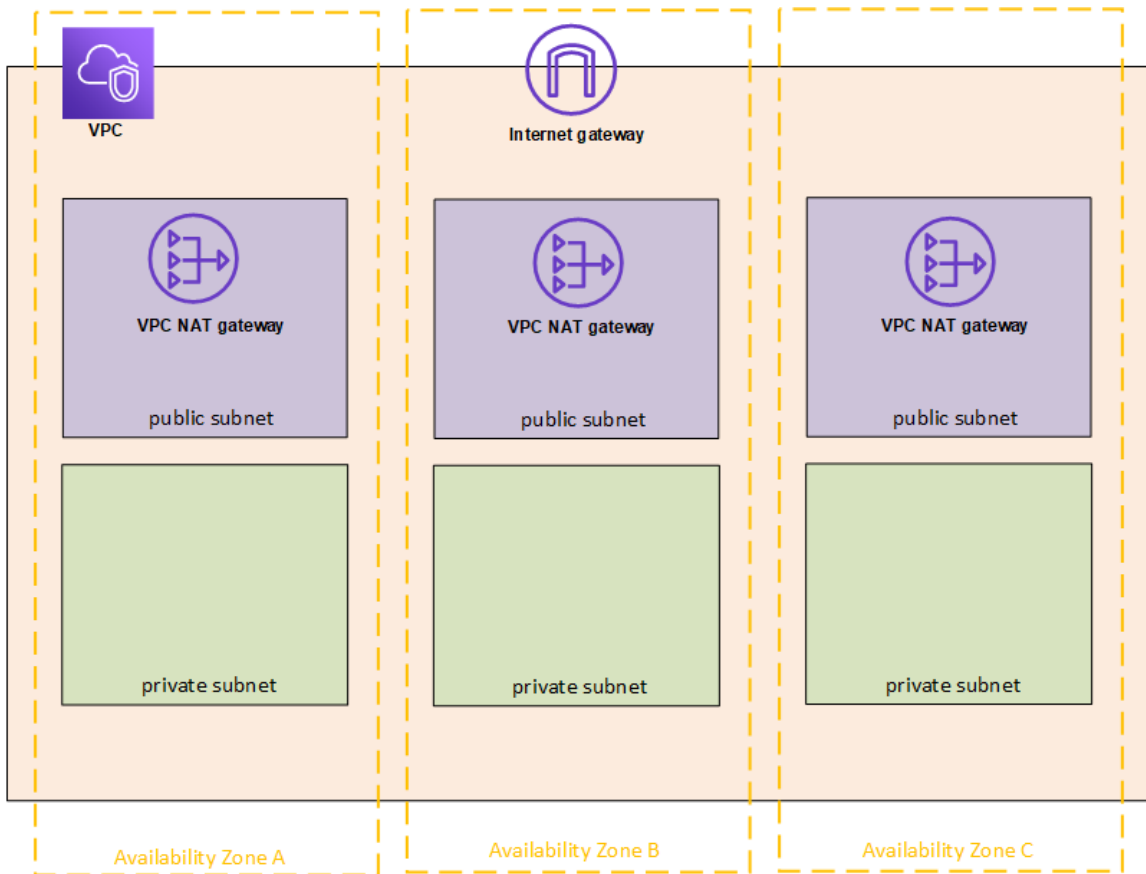 VPC
Internet gateway
VPC NAT gateway
VPC NAT gateway
VPC NAT gateway
public subnet
public subnet
public subnet
private subnet
private subnet
private subnet
Availability Zone A
Availability Zone B
Availability Zone C